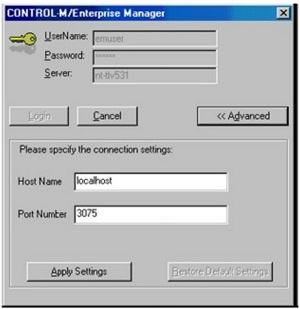 CONTROL-M/Enterprise Manager
UserName: emuser
Password: ******
Server: nt-tlv531
Login Cancel << Advanced
Please specify the connection settings:
Host Name localhost
Port Number 3075
Apply Settings Restore Default Settings